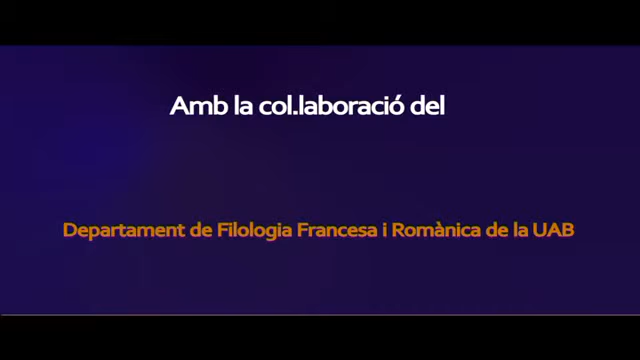 Amb la col.laboració del
Departament de Filologia Francesa i Romànica de la UAB